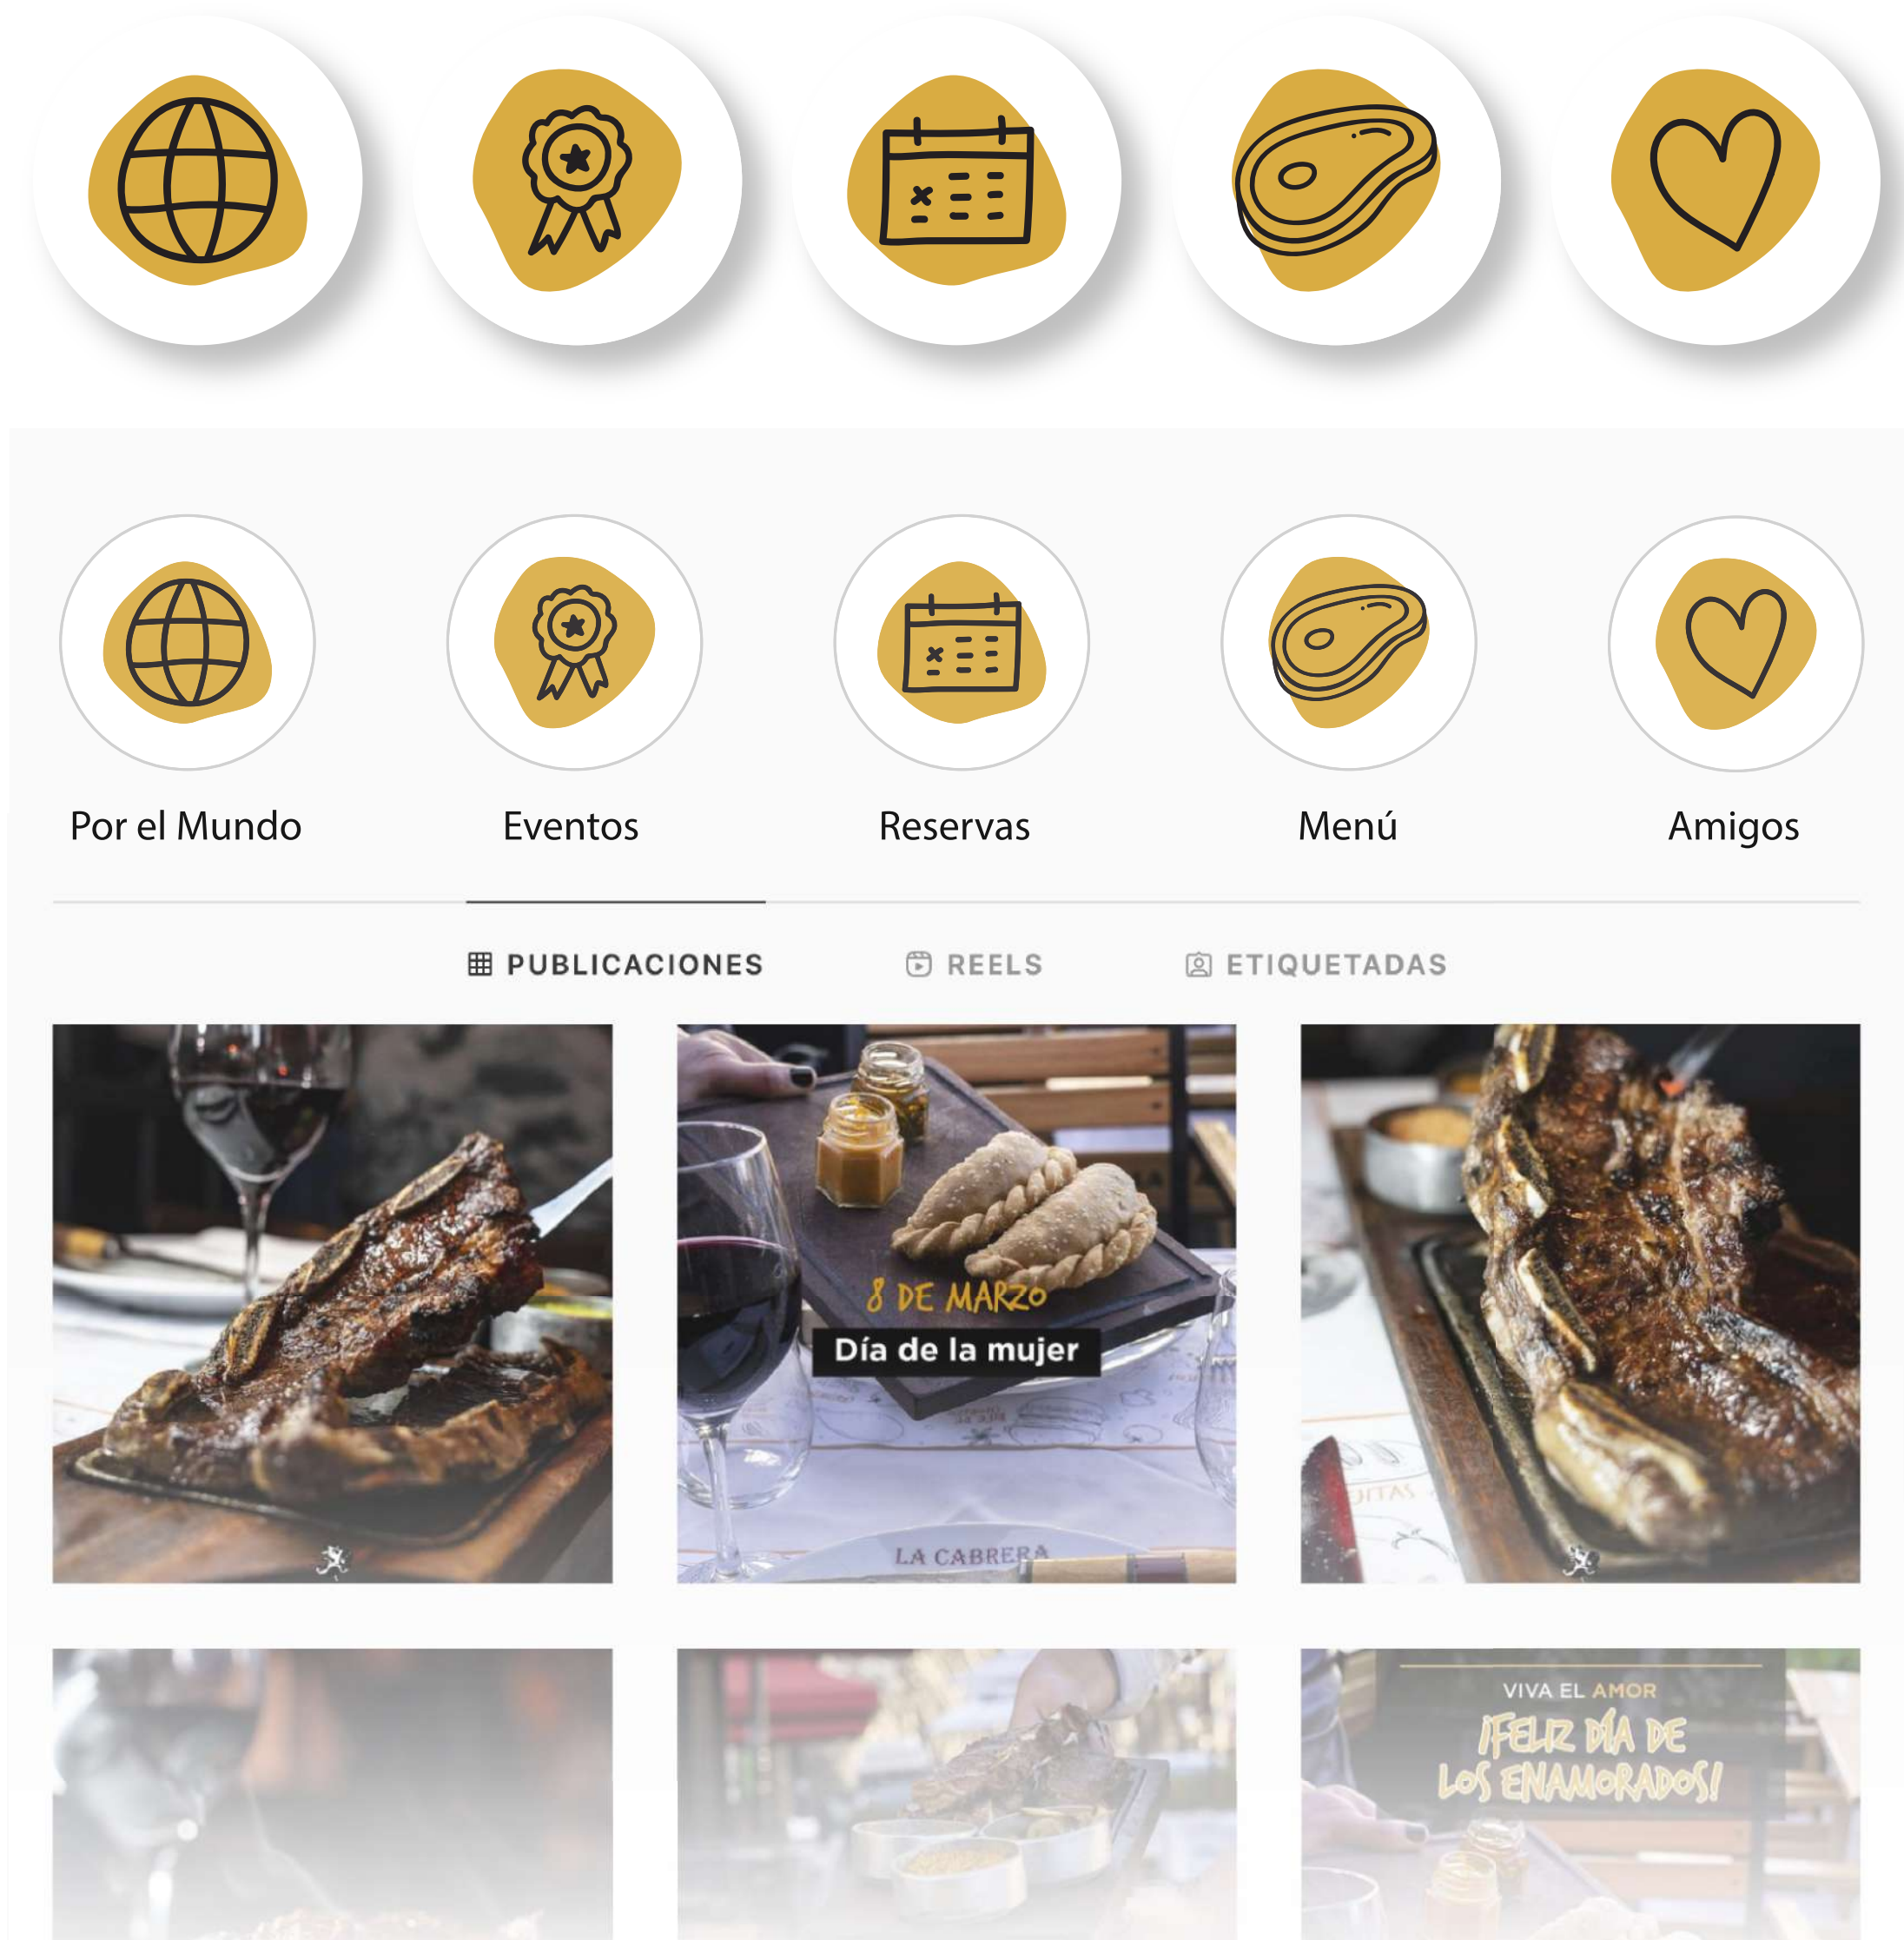 Por el Mundo
Eventos
Reservas
Menú
Amigos
PUBLICACIONES
REELS
ETIQUETADAS
8 DE MARZO
Día de la mujer
LA CABRERA
VIVA EL AMOR
¡FELIZ DÍA DE
LOS ENAMORADOS!